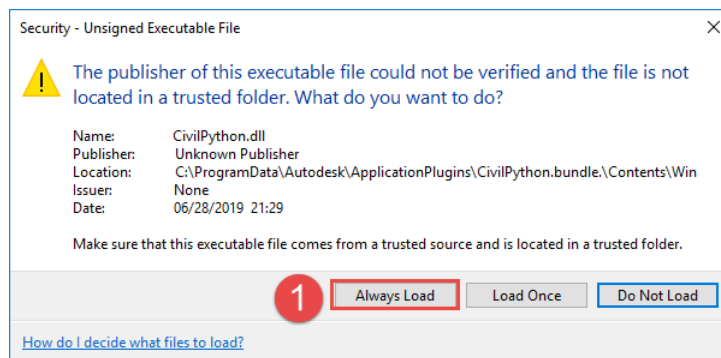 Security - Unsigned Executable File
The publisher of this executable file could not be verified and the file is not
located in a trusted folder. What do you want to do?
Name: CivilPython.dll
Publisher: Unknown Publisher
Location: C:\ProgramData\Autodesk\ApplicationPlugins\CivilPython.bundle.\Contents\Win
Issuer: None
Date: 06/28/2019 21:29
Make sure that this executable file comes from a trusted source and is located in a trusted folder.
1 Always Load Load Once Do Not Load
How do I decide what files to load?